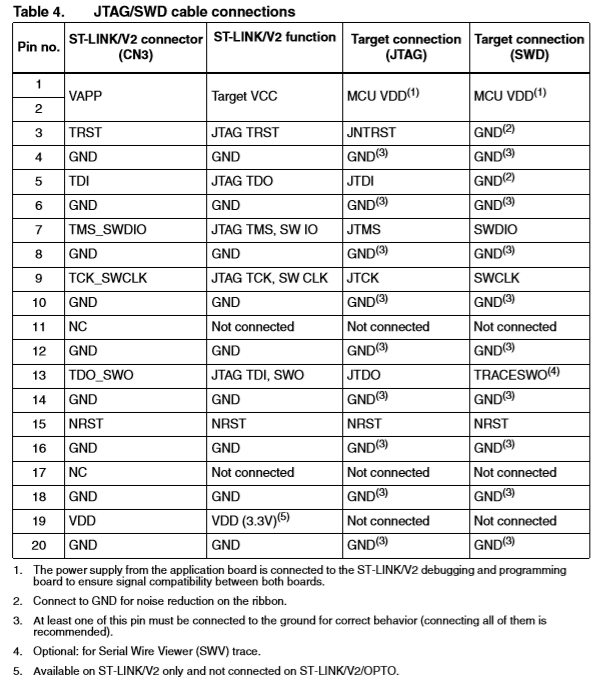 Table 4. JTAG/SWD cable connections
Pin no. ST-LINK/V2 connector (CN3) ST-LINK/V2 function Target connection (JTAG) Target connection (SWD)
1
2 VAPP Target VCC MCU VDD(1) MCU VDD(1)
3 TRST JTAG TRST JNTRST GND(2)
4 GND GND GND(3) GND(3)
5 TDI JTAG TDO JTDI GND(2)
6 GND GND GND(3) GND(3)
7 TMS_SWDIO JTAG TMS, SW IO JTMS SWDIO
8 GND GND GND(3) GND(3)
9 TCK_SWCLK JTAG TCK, SW CLK JTCK SWCLK
10 GND GND GND(3) GND(3)
11 NC Not connected Not connected Not connected
12 GND GND GND(3) GND(3)
13 TDO_SWO JTAG TDI, SWO JTDO TRACESWO(4)
14 GND GND GND(3) GND(3)
15 NRST NRST NRST NRST
16 GND GND GND(3) GND(3)
17 NC Not connected Not connected Not connected
18 GND GND GND(3) GND(3)
19 VDD VDD (3.3V)(5) Not connected Not connected
20 GND GND GND(3) GND(3)
1. The power supply from the application board is connected to the ST-LINK/V2 debugging and programming
board to ensure signal compatibility between both boards.
2. Connect to GND for noise reduction on the ribbon.
3. At least one of this pin must be connected to the ground for correct behavior (connecting all of them is
recommended).
4. Optional: for Serial Wire Viewer (SWV) trace.
5. Available on ST-LINK/V2 only and not connected on ST-LINK/V2/OPTO.